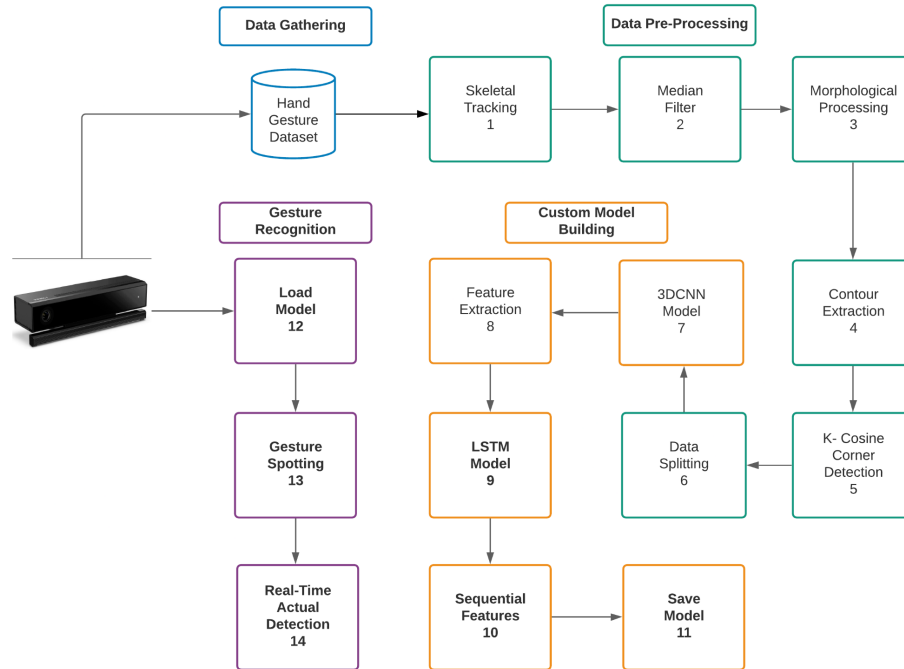 Data Gathering
Data Pre-Processing
Hand
Gesture
Dataset
Skeletal
Tracking
1
Median
Filter
2
Morphological
Processing
3
Gesture
Recognition
Custom Model
Building
Load
Model
12
Feature
Extraction
8
3DCNN
Model
7
Contour
Extraction
4
Gesture
Spotting
13
LSTM
Model
9
Data
Splitting
6
K- Cosine
Corner
Detection
5
Real-Time
Actual
Detection
14
Sequential
Features
10
Save
Model
11